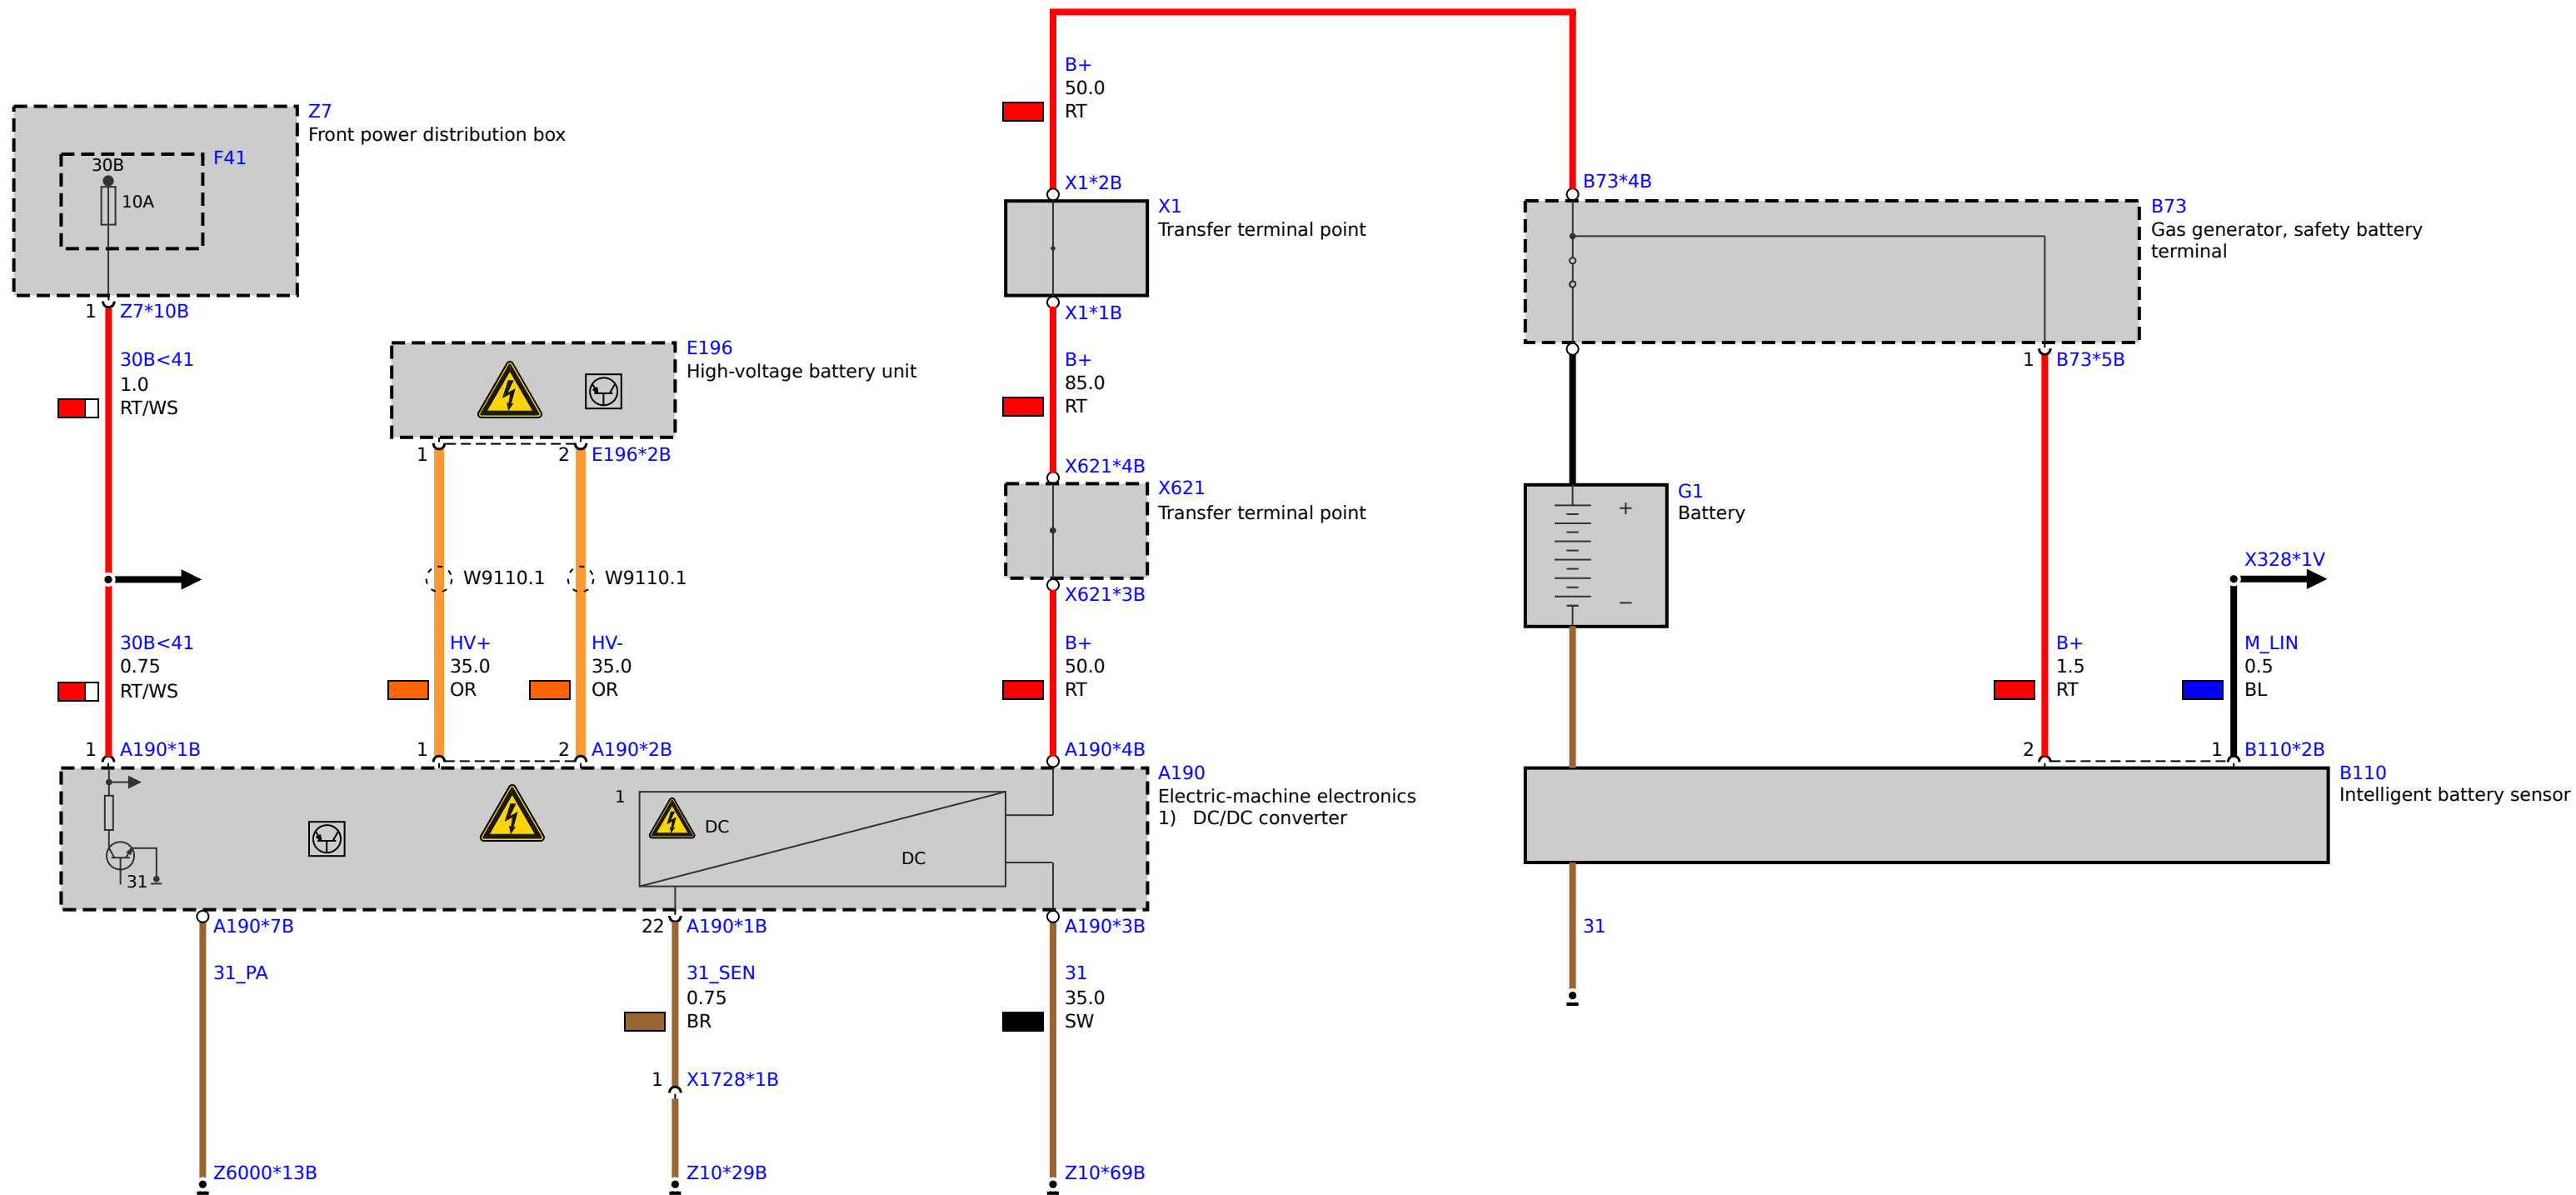 Z7
Front power distribution box
F41
30B
10A
1
Z7*10B
30B<41
1.0
RT/WS
30B<41
0.75
RT/WS
1
A190*1B
E196
High-voltage battery unit
1
2
E196*2B
W9110.1
W9110.1
HV+
35.0
OR
HV-
35.0
OR
1
2
A190*2B
B+
50.0
RT
X1*2B
X1
Transfer terminal point
X1*1B
B+
85.0
RT
X621*4B
X621
Transfer terminal point
X621*3B
B+
50.0
RT
A190*4B
A190
Electric-machine electronics
1) DC/DC converter
31
1
DC
DC
A190*7B
31_PA
Z6000*13B
22
A190*1B
31_SEN
0.75
BR
1
X1728*1B
Z10*29B
A190*3B
31
35.0
SW
Z10*69B
B73*4B
B73
Gas generator, safety battery
terminal
1
B73*5B
G1
Battery
+
−
B+
1.5
RT
2
X328*1V
M_LIN
0.5
BL
1
B110*2B
B110
Intelligent battery sensor
31